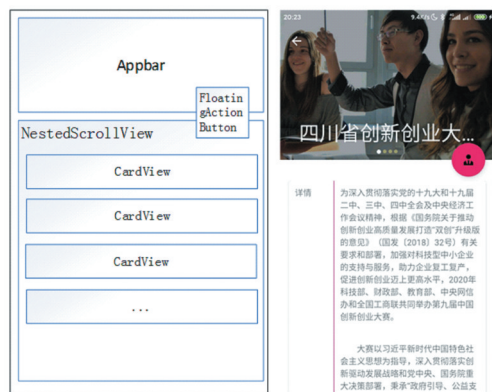 Appbar
Floatin
gAction
Button
NestedScrollView
CardView
CardView
CardView
...
20:23
四川省创新创业大...
详情
为深入贯彻落实党的十九大和十九届
二中、三中、四中全会及中央经济工
作会议精神，根据《国务院关于推动
创新创业高质量发展打造"双创"升级版
的意见》（国发〔2018〕32号）有关
要求和部署，加强对科技型中小企业
的支持与服务，助力企业复工复产，
促进创新创业迈上更高水平，2020年
科技部、财政部、教育部、中央网信
办和全国工商联共同举办第九届中国
创新创业大赛。
大赛以习近平新时代中国特色社
会主义思想为指导，深入贯彻落实创
新驱动发展战略和党中央、国务院重
大决策部署，秉承"政府引导、公益支